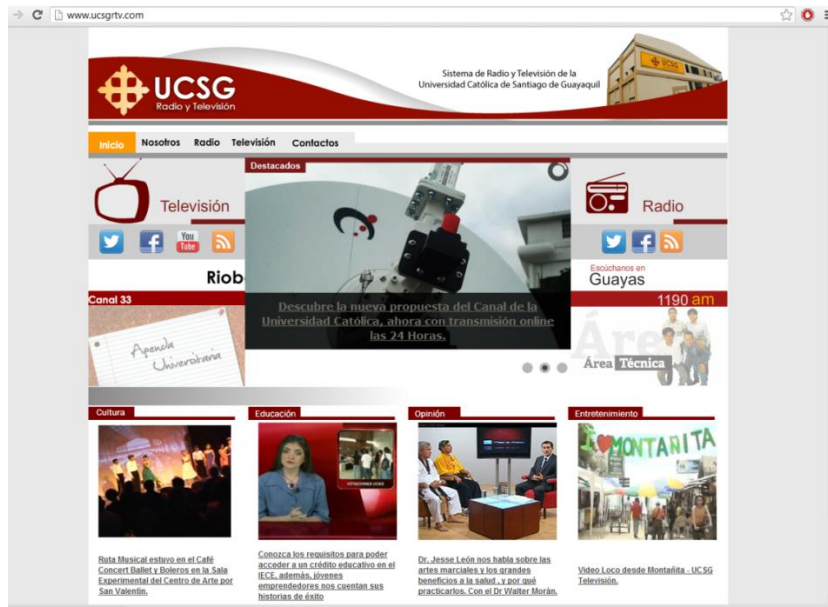 www.ucsgrtv.com
UCSG
Radio y Televisión
Sistema de Radio y Televisión de la
Universidad Católica de Santiago de Guayaquil
UCSG
Inicio Nosotros Radio Televisión Contactos
Destacados
Televisión
Radio
You
Tube
Riob
Escúchanos en
Guayas
Canal 33
1190 am
Descubre la nueva propuesta del Canal de la
Universidad Católica, ahora con transmisión online
las 24 Horas.
Agenda
Universitaria
Áre
Área Técnica
Cultura
Educación
Opinión
Entretenimiento
I MONTAÑITA
Ruta Musical estuvo en el Café
Concert Ballet y Boleros en la Sala
Experimental del Centro de Arte por
San Valentín.
Conozca los requisitos para poder
acceder a un crédito educativo en el
IECE, además, jóvenes
emprendedores nos cuentan sus
historias de éxito
Dr. Jesse León nos habla sobre las
artes marciales y los grandes
beneficios a la salud , y por qué
practicarlos. Con el Dr Walter Morán.
Video Loco desde Montañita - UCSG
Televisión.